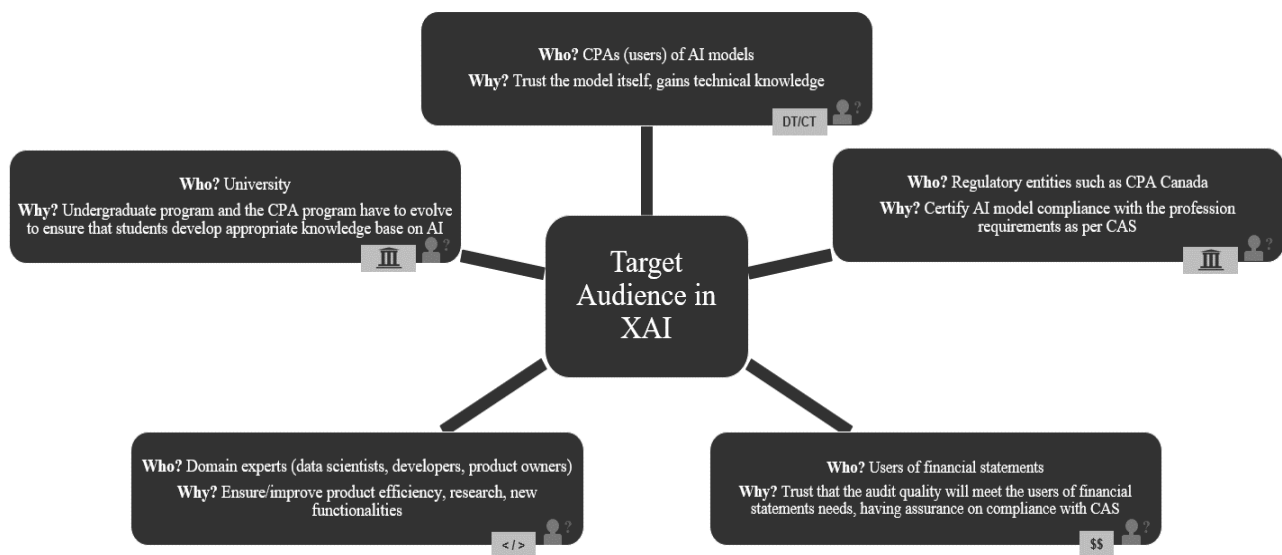 Who? CPAs (users) of AI models
Why? Trust the model itself, gains technical knowledge
DT/CT
?
Who? University
Why? Undergraduate program and the CPA program have to evolve
to ensure that students develop appropriate knowledge base on AI
?
Who? Regulatory entities such as CPA Canada
Why? Certify AI model compliance with the profession
requirements as per CAS
?
Target
Audience in
XAI
Who? Domain experts (data scientists, developers, product owners)
Why? Ensure/improve product efficiency, research, new
functionalities
< / >
?
Who? Users of financial statements
Why? Trust that the audit quality will meet the users of financial
statements needs, having assurance on compliance with CAS
$$
?